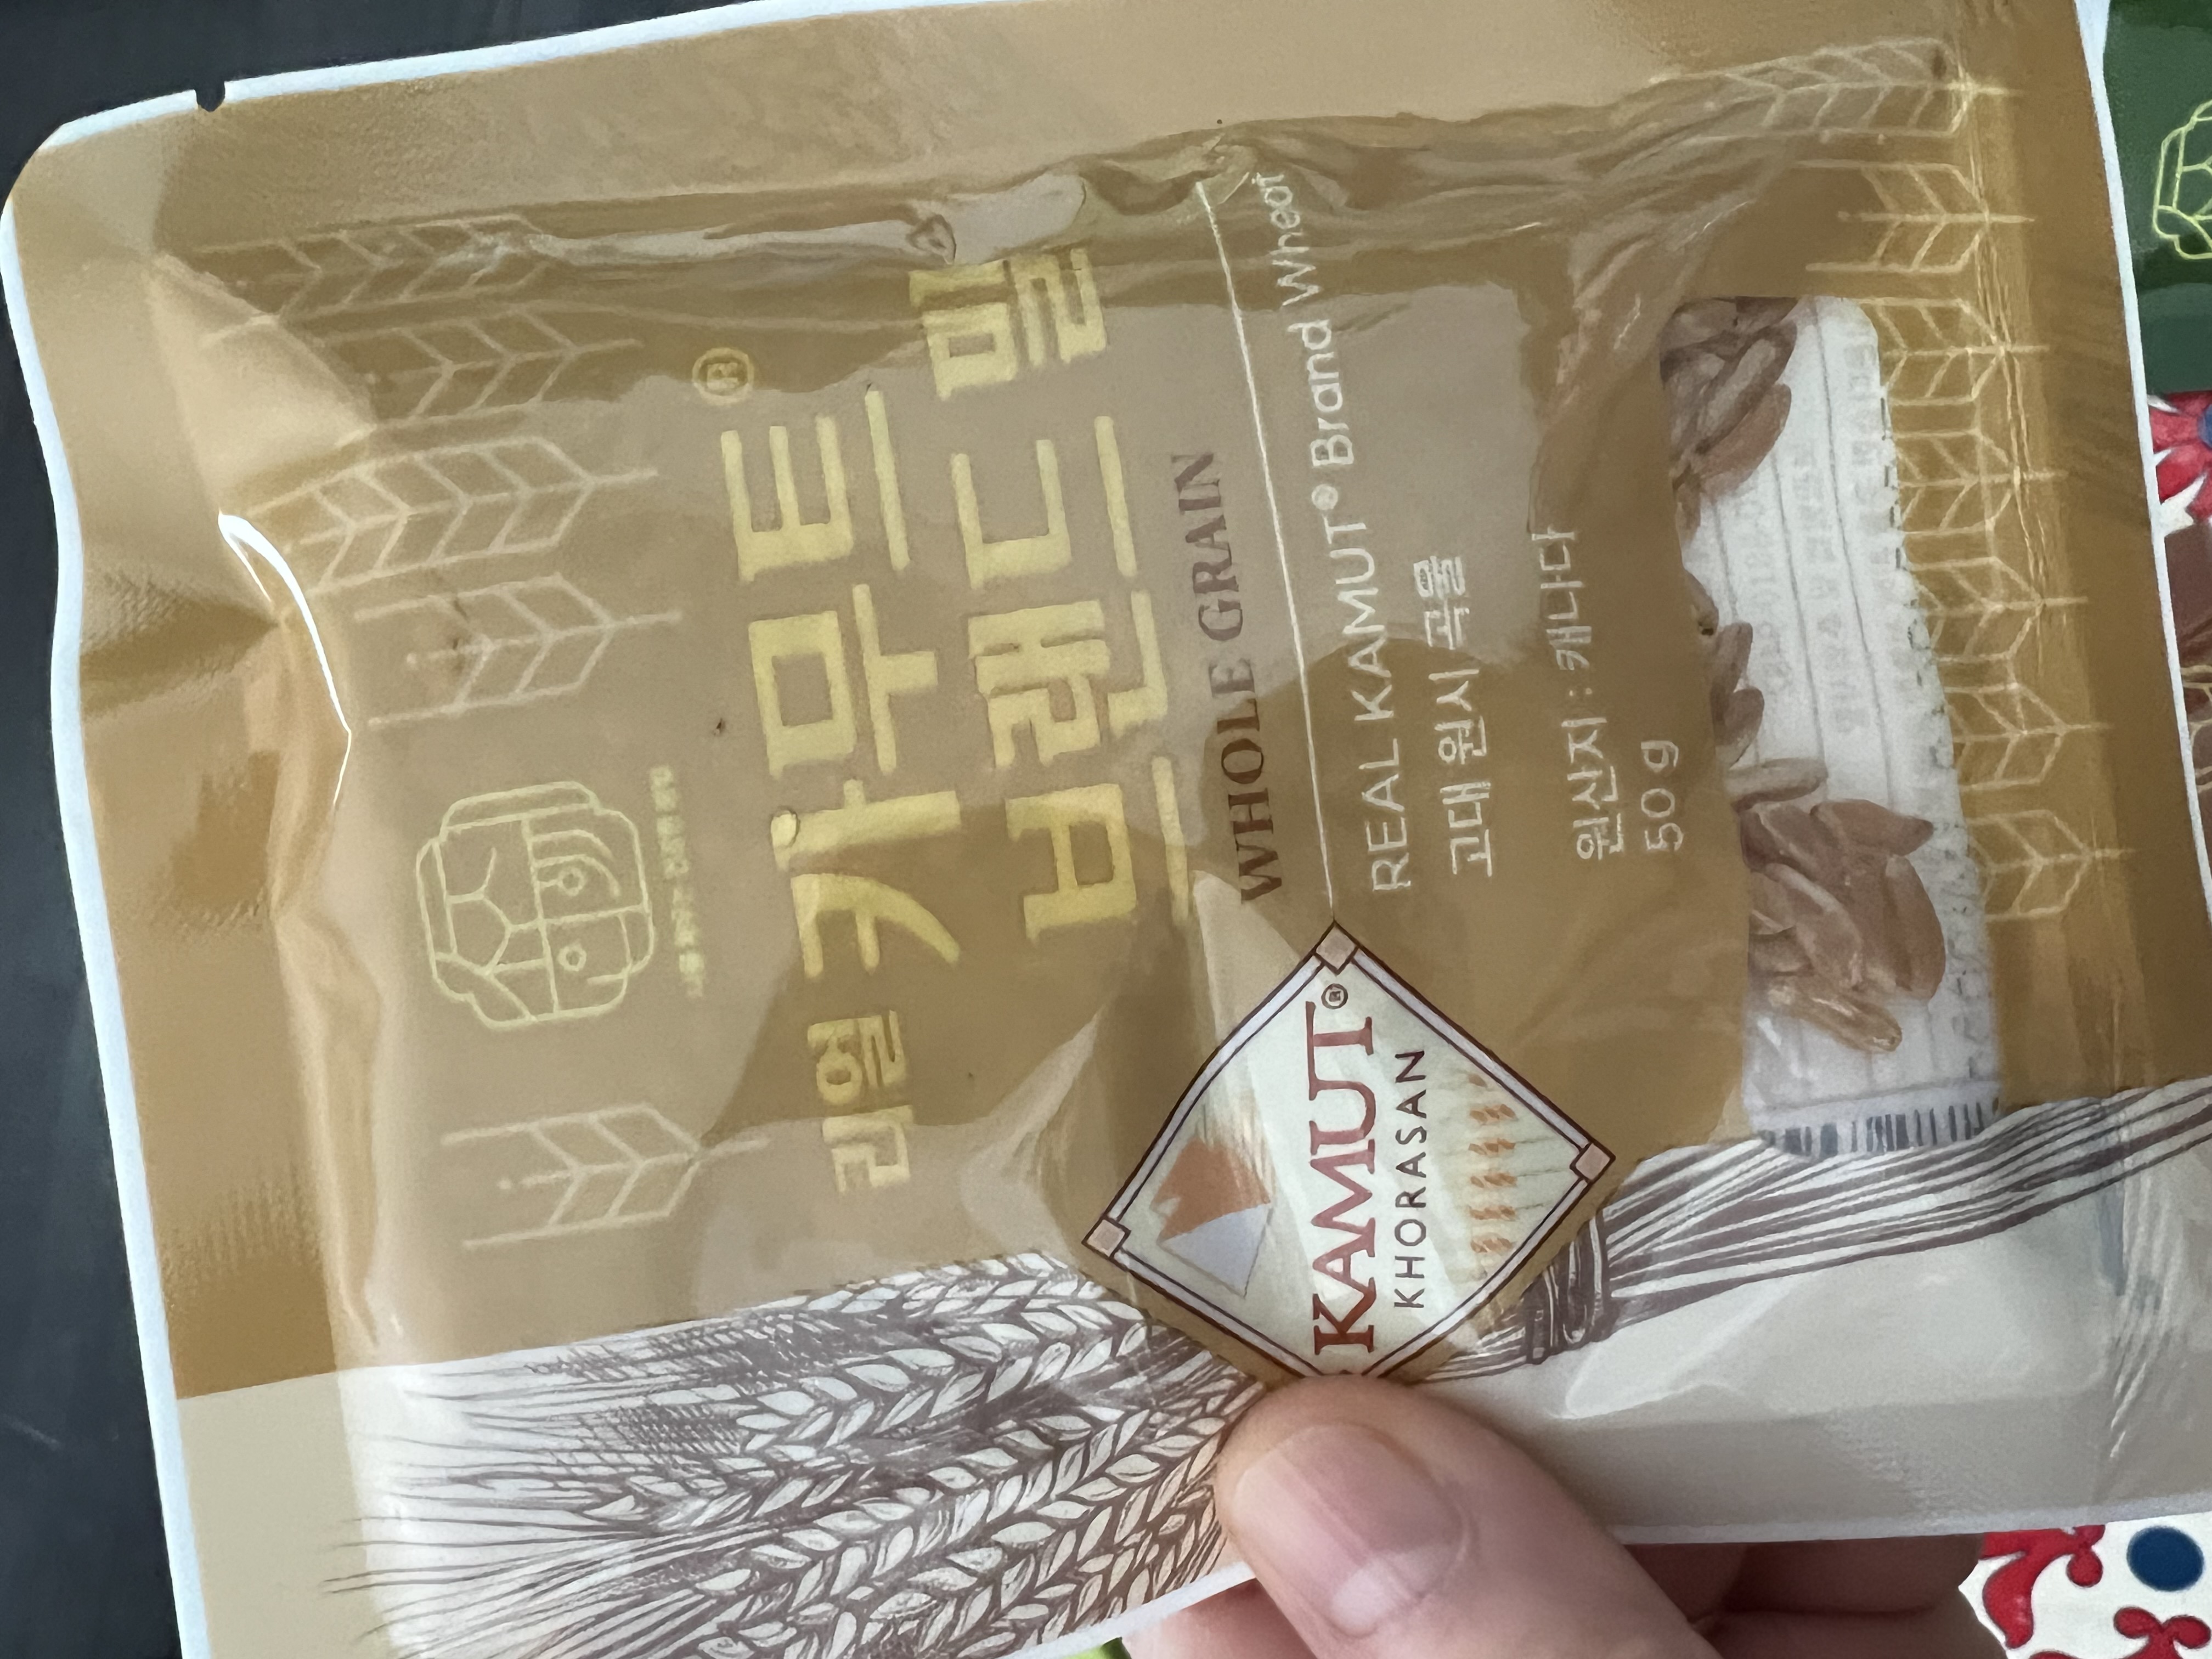 리얼 카무트®
브랜드 밀
WHOLE GRAIN
REAL KAMUT® Brand Wheat
고대 원시 곡물
원산지 : 캐나다
50 g
KAMUT®
KHORASAN